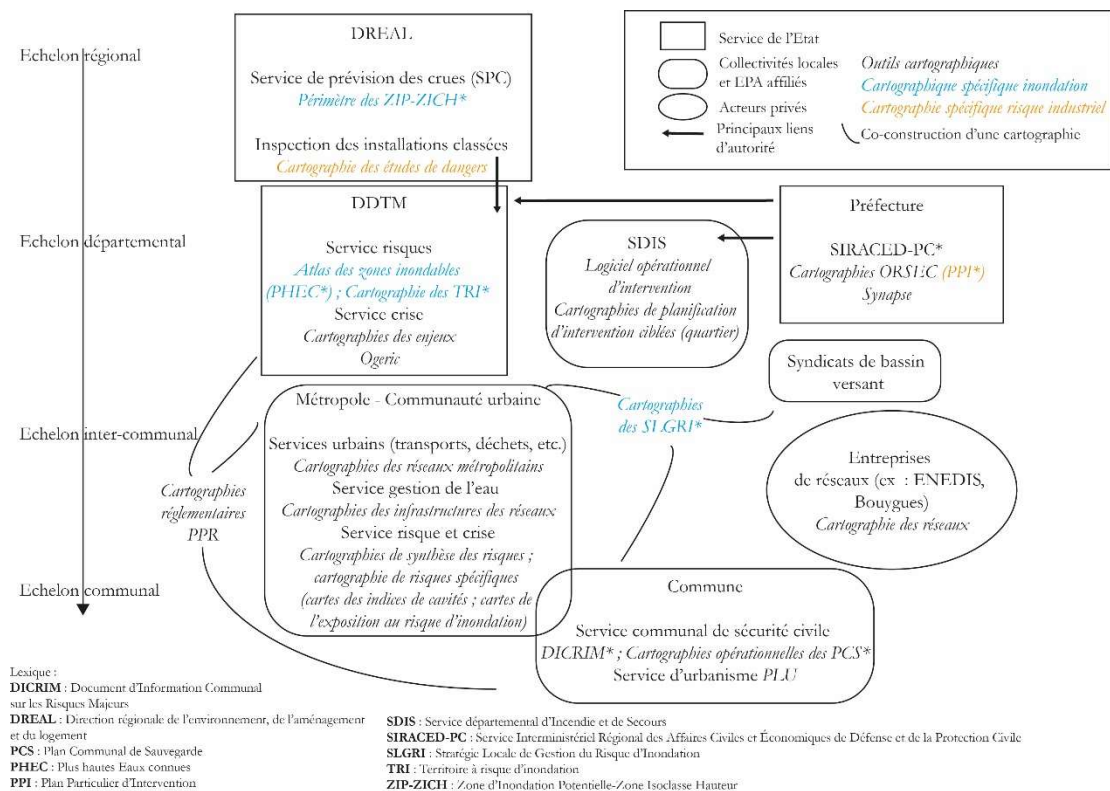 Echelon régional
Echelon départemental
Echelon inter-communal
Echelon communal
DREAL
Service de prévision des crues (SPC)
Périmètre des ZIP-ZICH*
Inspection des installations classées
Cartographie des études de dangers
Service de l'Etat
Collectivités locales
et EPA affiliés
Acteurs privés
Principaux liens
d'autorité
Outils cartographiques
Cartographique spécifique inondation
Cartographie spécifique risque industriel
Co-construction d'une cartographie
DDTM
Service risques
Atlas des zones inondables
(PHEC*) ; Cartographie des TRI*
Service crise
Cartographies des enjeux
Ogeric
SDIS
Logiciel opérationnel
d'intervention
Cartographies de planification
d'intervention ciblées (quartier)
Préfecture
SIRACED-PC*
Cartographies ORSEC (PPI*)
Synapse
Syndicats de bassin
versant
Cartographies
des SLGRI*
Métropole - Communauté urbaine
Services urbains (transports, déchets, etc.)
Cartographies des réseaux métropolitains
Service gestion de l'eau
Cartographies des infrastructures des réseaux
Service risque et crise
Cartographies de synthèse des risques ;
cartographie de risques spécifiques
(cartes des indices de cavités ; cartes de
l'exposition au risque d'inondation)
Cartographies
réglementaires
PPR
Entreprises
de réseaux (ex : ENEDIS,
Bouygues)
Cartographie des réseaux
Commune
Service communal de sécurité civile
DICRIM* ; Cartographies opérationnelles des PCS*
Service d'urbanisme PLU
Lexique :
DICRIM : Document d'Information Communal
sur les Risques Majeurs
DREAL : Direction régionale de l'environnement, de l'aménagement
et du logement
PCS : Plan Communal de Sauvegarde
PHEC : Plus hautes Eaux connues
PPI : Plan Particulier d'Intervention
SDIS : Service départemental d'Incendie et de Secours
SIRACED-PC : Service Interministériel Régional des Affaires Civiles et Économiques de Défense et de la Protection Civile
SLGRI : Stratégie Locale de Gestion du Risque d'Inondation
TRI : Territoire à risque d'inondation
ZIP-ZICH : Zone d'Inondation Potentielle-Zone Isoclasse Hauteur